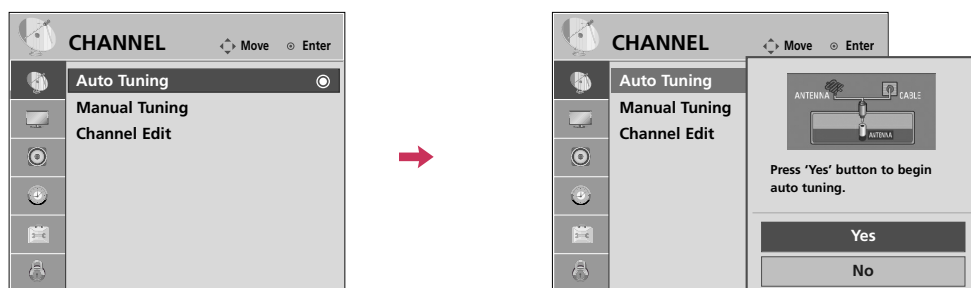 CHANNEL
Move
Enter
Auto Tuning
Manual Tuning
Channel Edit
CHANNEL
Move
Enter
Auto Tuning
Manual Tuning
Channel Edit
ANTENNA
CABLE
ANTENNA
Press ‘Yes’ button to begin
auto tuning.
Yes
No